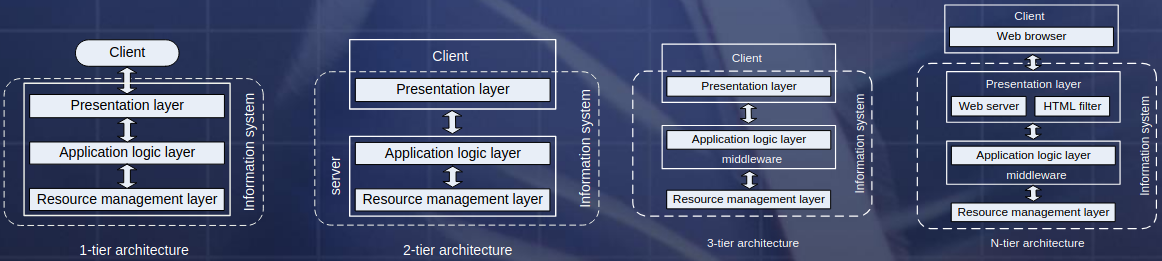 Client
Presentation layer
Application logic layer
Resource management layer
Information system
1-tier architecture
Client
Presentation layer
Application logic layer
Resource management layer
server
Information system
2-tier architecture
Client
Presentation layer
Application logic layer
middleware
Resource management layer
Information system
3-tier architecture
Client
Web browser
Presentation layer
Web server
HTML filter
Application logic layer
middleware
Resource management layer
Information system
N-tier architecture